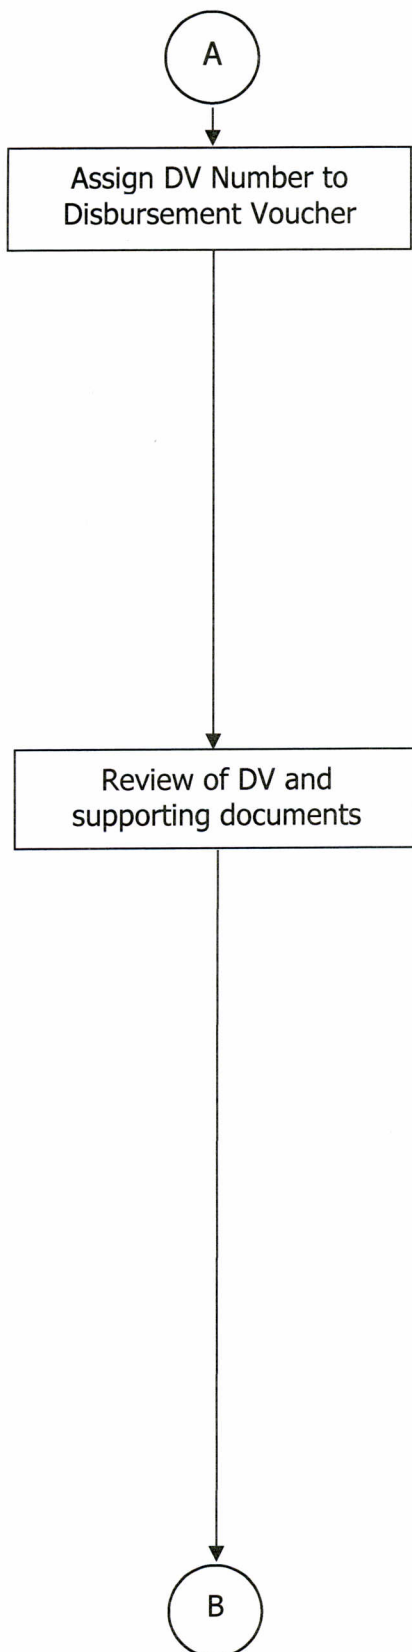 A
Assign DV Number to
Disbursement Voucher
Review of DV and
supporting documents
B